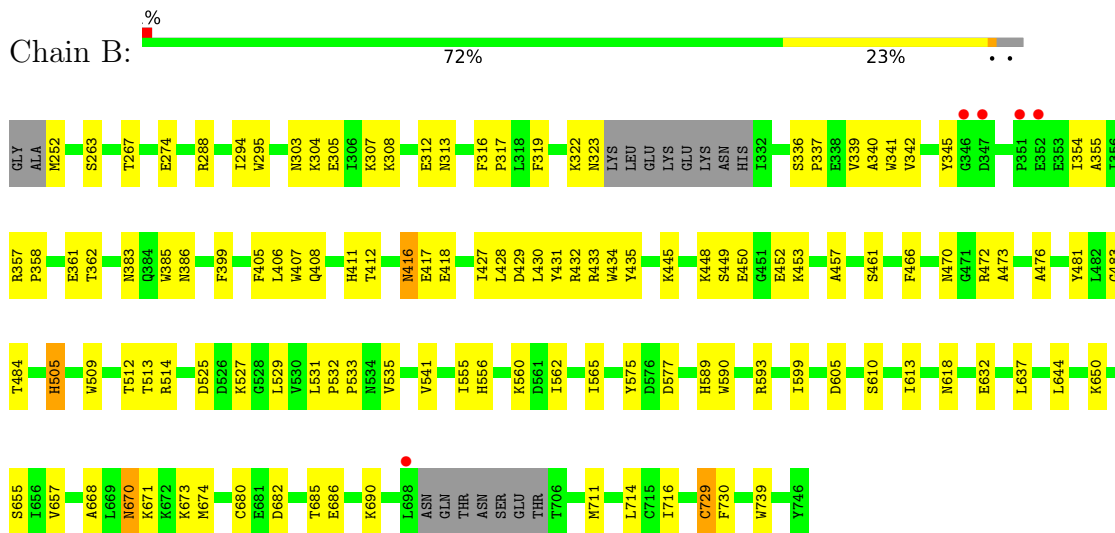 .%
Chain B:
72% 23% • •
GLY ALA M252 S263 T267 E274 R288 I294 W295 N303 K304 E305 I306 K307 K308 E312 N313 F316 P317 L318 F319 K322 N323 LYS LEU GLU LYS GLU LYS ASN HIS I332 S336 P337 E338 V339 A340 W341 V342 Y345 G346 D347 P351 E352 E353 I354 A355 I356
R357 P358 E361 T362 N383 Q384 W385 N386 F399 F405 L406 W407 Q408 H411 T412 N416 E417 E418 I427 L428 D429 L430 Y431 R432 R433 W434 Y435 K445 K448 S449 E450 G451 E452 K453 A457 S461 F466 N470 G471 R472 A473 A476 Y481 L482 G483
T484 H505 W509 T512 T513 R514 D525 D526 K527 G528 L529 V530 L531 P532 P533 N534 V535 V541 I555 H556 K560 D561 I562 I565 Y575 D576 D577 H589 W590 R593 I599 D605 S610 I613 N618 E632 L637 L644 K650
S655 I656 V657 A668 L669 N670 K671 K672 K673 M674 C680 E681 D682 T685 E686 K690 L698 ASN GLN THR ASN SER GLU THR T706 M711 L714 C715 I716 C729 F730 W739 Y746